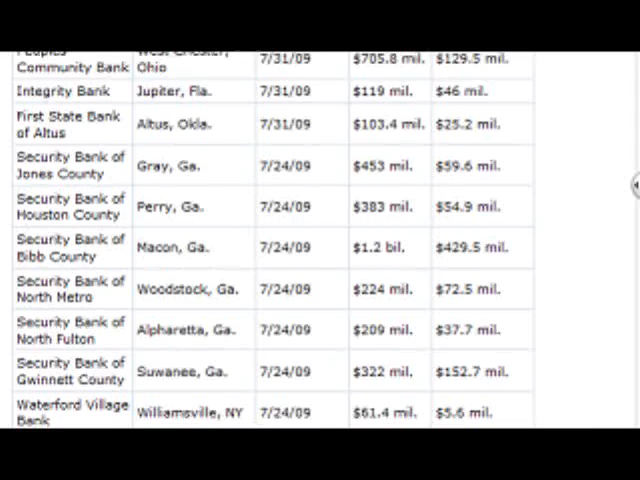 Peoples West Chester,
Community Bank Ohio 7/31/09 $705.8 mil. $129.5 mil.
Integrity Bank Jupiter, Fla. 7/31/09 $119 mil. $46 mil.
First State Bank
of Altus Altus, Okla. 7/31/09 $103.4 mil. $25.2 mil.
Security Bank of
Jones County Gray, Ga. 7/24/09 $453 mil. $59.6 mil.
Security Bank of
Houston County Perry, Ga. 7/24/09 $383 mil. $54.9 mil.
Security Bank of
Bibb County Macon, Ga. 7/24/09 $1.2 bil. $429.5 mil.
Security Bank of
North Metro Woodstock, Ga. 7/24/09 $224 mil. $72.5 mil.
Security Bank of
North Fulton Alpharetta, Ga. 7/24/09 $209 mil. $37.7 mil.
Security Bank of
Gwinnett County Suwanee, Ga. 7/24/09 $322 mil. $152.7 mil.
Waterford Village
Bank Williamsville, NY 7/24/09 $61.4 mil. $5.6 mil.